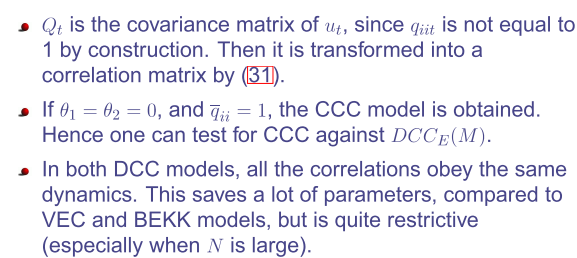 Q_t is the covariance matrix of u_t, since q_{iit} is not equal to
1 by construction. Then it is transformed into a
correlation matrix by (31).
If θ_1 = θ_2 = 0, and \overline{q}_{ii} = 1, the CCC model is obtained.
Hence one can test for CCC against DCC_E(M).
In both DCC models, all the correlations obey the same
dynamics. This saves a lot of parameters, compared to
VEC and BEKK models, but is quite restrictive
(especially when N is large).